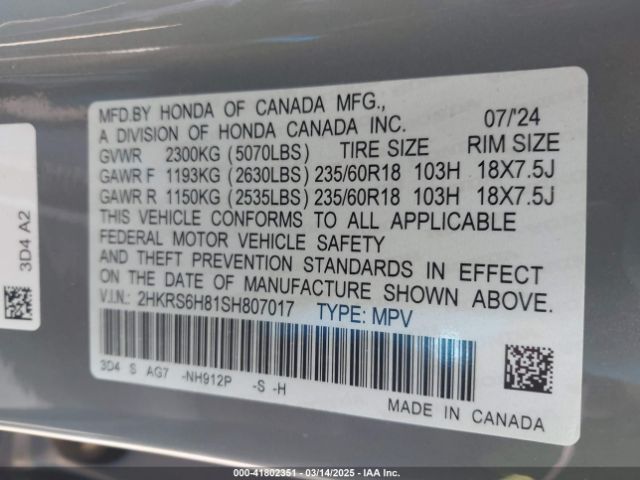 MFD.BY HONDA OF CANADA MFG.,
A DIVISION OF HONDA CANADA INC. 07/'24
GVWR 2300KG (5070LBS) TIRE SIZE RIM SIZE
GAWR F 1193KG (2630LBS) 235/60R18 103H 18X7.5J
GAWR R 1150KG (2535LBS) 235/60R18 103H 18X7.5J
THIS VEHICLE CONFORMS TO ALL APPLICABLE
FEDERAL MOTOR VEHICLE SAFETY
AND THEFT PREVENTION STANDARDS IN EFFECT
ON THE DATE OF MANUFACTURE SHOWN ABOVE.
V.I.N.: 2HKRS6H81SH807017 TYPE: MPV
3D4 S AG7 -NH912P -S -H
MADE IN CANADA
3D4 A2
000-41802351 - 03/14/2025 - IAA Inc.